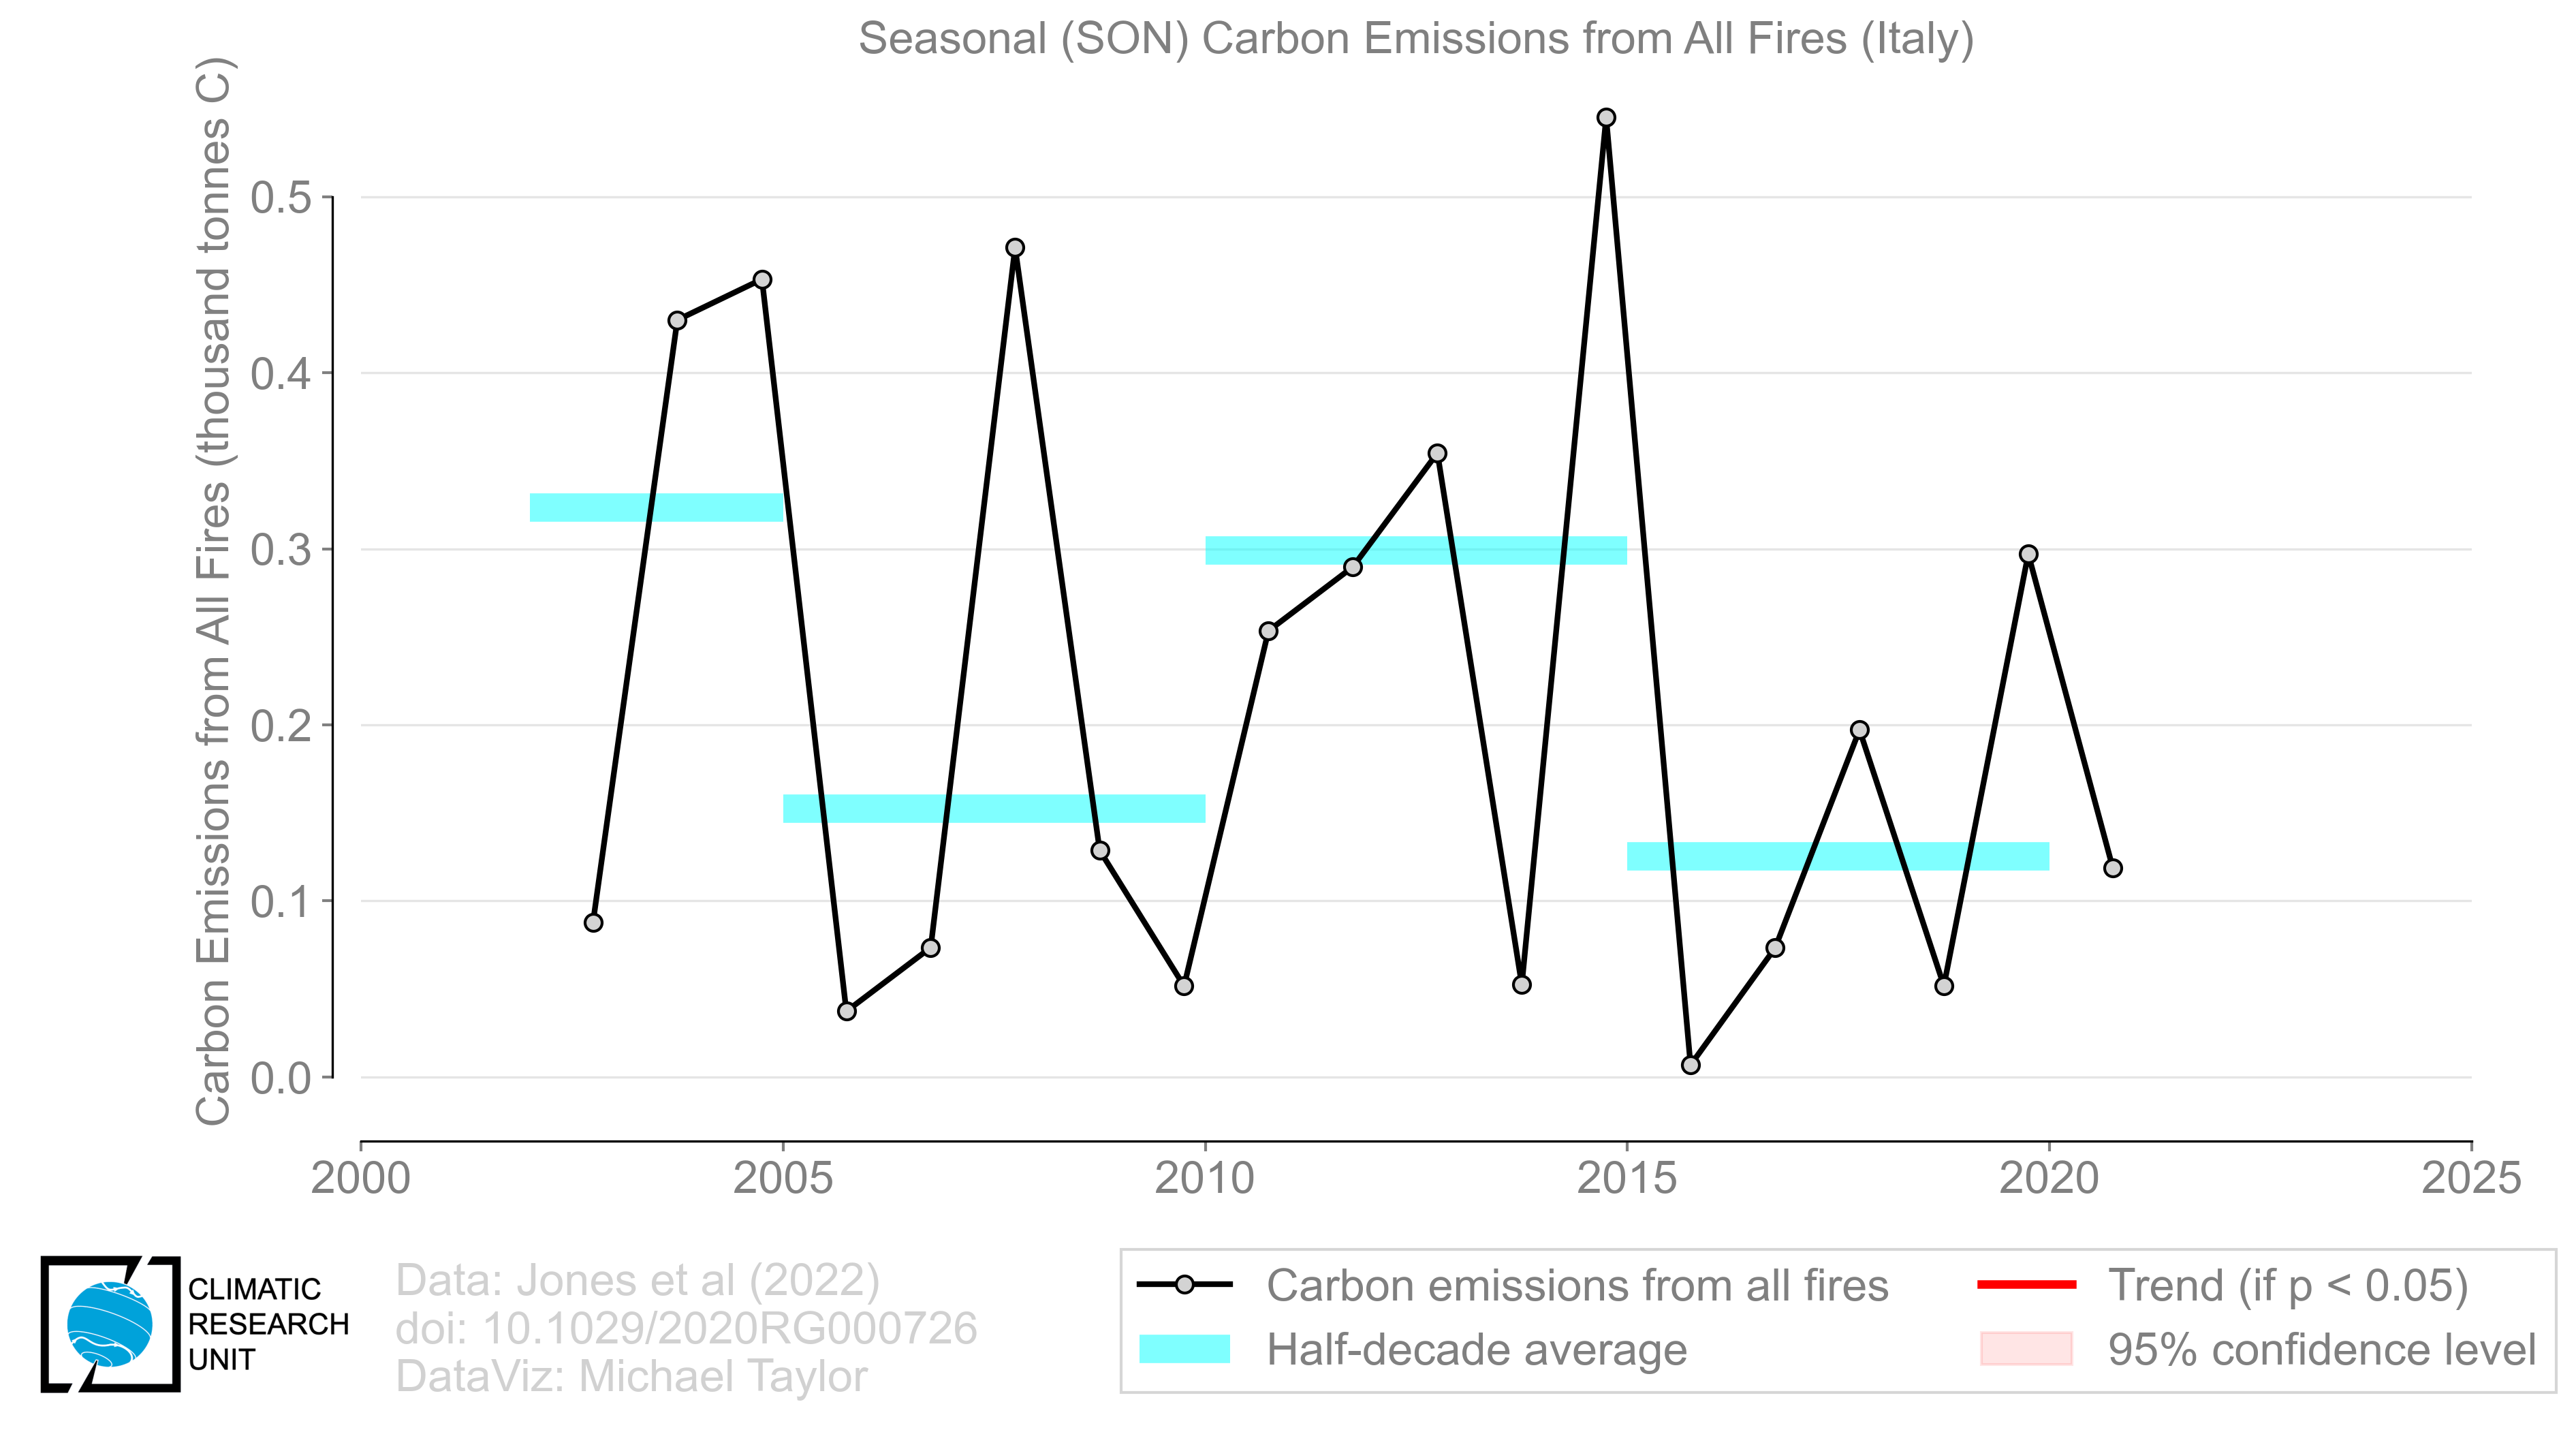 Seasonal (SON) Carbon Emissions from All Fires (Italy)
Carbon Emissions from All Fires (thousand tonnes C)
0.5
0.4
0.3
0.2
0.1
0.0
2000 2005 2010 2015 2020 2025
CLIMATIC
RESEARCH
UNIT
Data: Jones et al (2022)
doi: 10.1029/2020RG000726
DataViz: Michael Taylor
Carbon emissions from all fires
Half-decade average
Trend (if p < 0.05)
95% confidence level